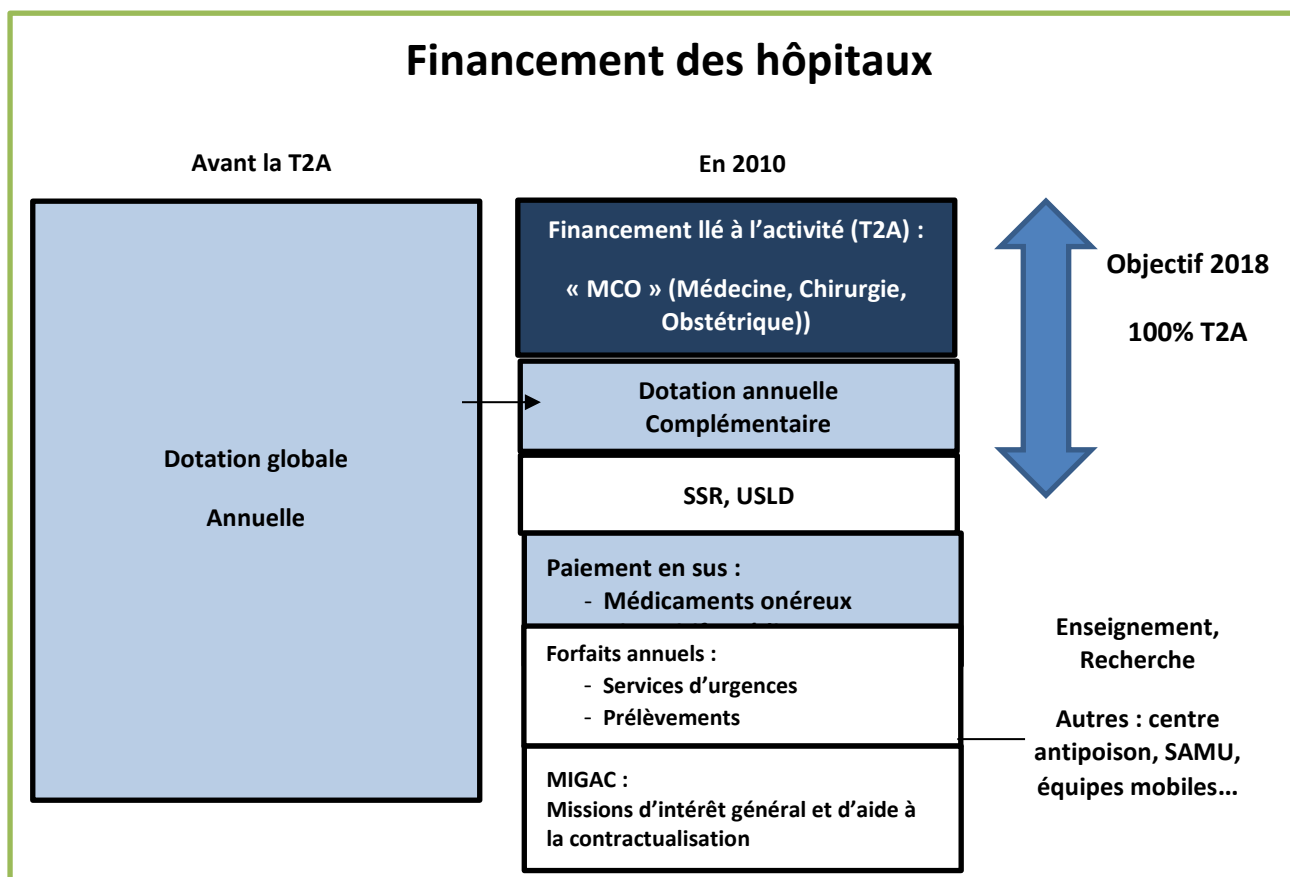 Financement des hôpitaux
Avant la T2A
En 2010
Dotation globale
Annuelle
Financement llé à l’activité (T2A) :
« MCO » (Médecine, Chirurgie,
Obstétrique))
Dotation annuelle
Complémentaire
SSR, USLD
Paiement en sus :
- Médicaments onéreux
Forfaits annuels :
- Services d’urgences
- Prélèvements
MIGAC :
Missions d’intérêt général et d’aide à
la contractualisation
Objectif 2018
100% T2A
Enseignement,
Recherche
Autres : centre
antipoison, SAMU,
équipes mobiles...